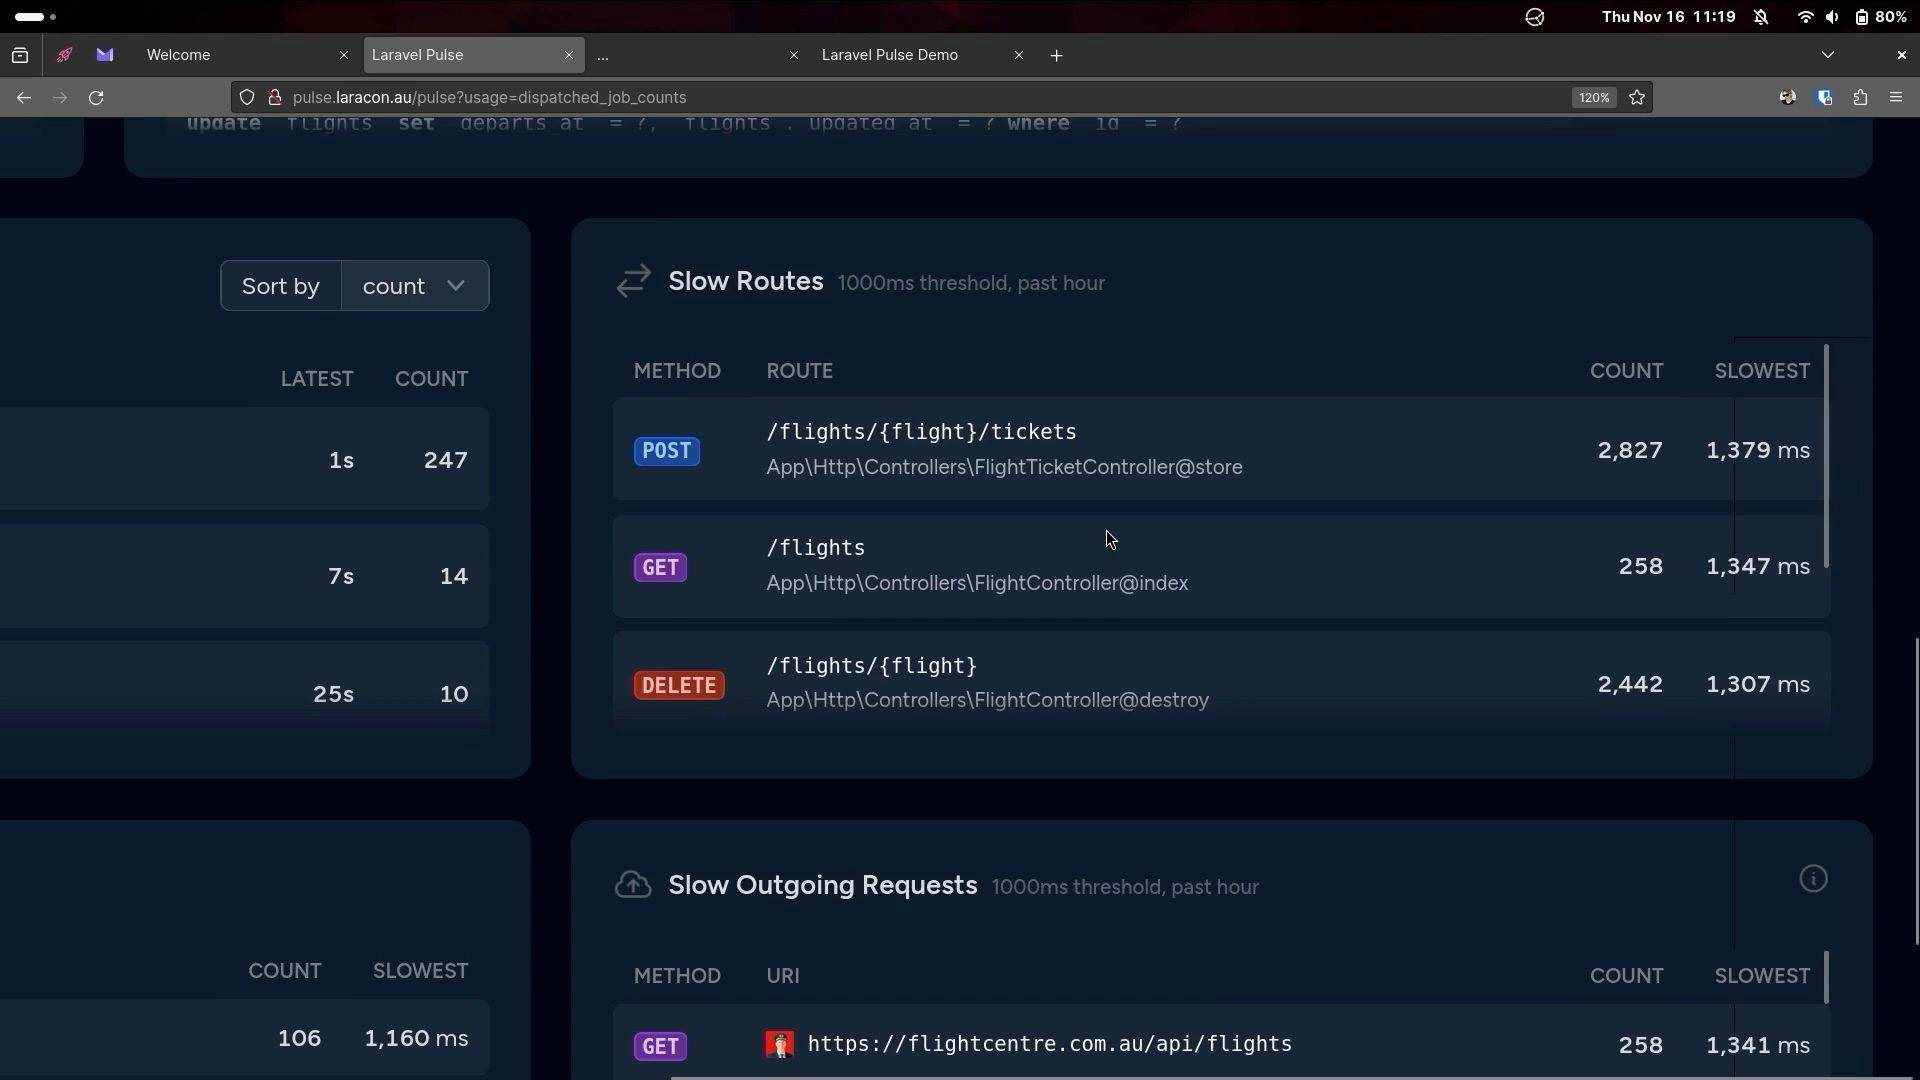 Thu Nov 16 11:19
80%
Welcome
Laravel Pulse
...
Laravel Pulse Demo
pulse.laracon.au/pulse?usage=dispatched_job_counts
120%
update flights set departs_at = ?, flights . updated_at = ? where id = ?
Sort by count
LATEST COUNT
1s 247
7s 14
25s 10
Slow Routes 1000ms threshold, past hour
METHOD ROUTE COUNT SLOWEST
POST /flights/{flight}/tickets 2,827 1,379 ms
App\Http\Controllers\FlightTicketController@store
GET /flights 258 1,347 ms
App\Http\Controllers\FlightController@index
DELETE /flights/{flight} 2,442 1,307 ms
App\Http\Controllers\FlightController@destroy
COUNT SLOWEST
106 1,160 ms
Slow Outgoing Requests 1000ms threshold, past hour
METHOD URI COUNT SLOWEST
GET https://flightcentre.com.au/api/flights 258 1,341 ms